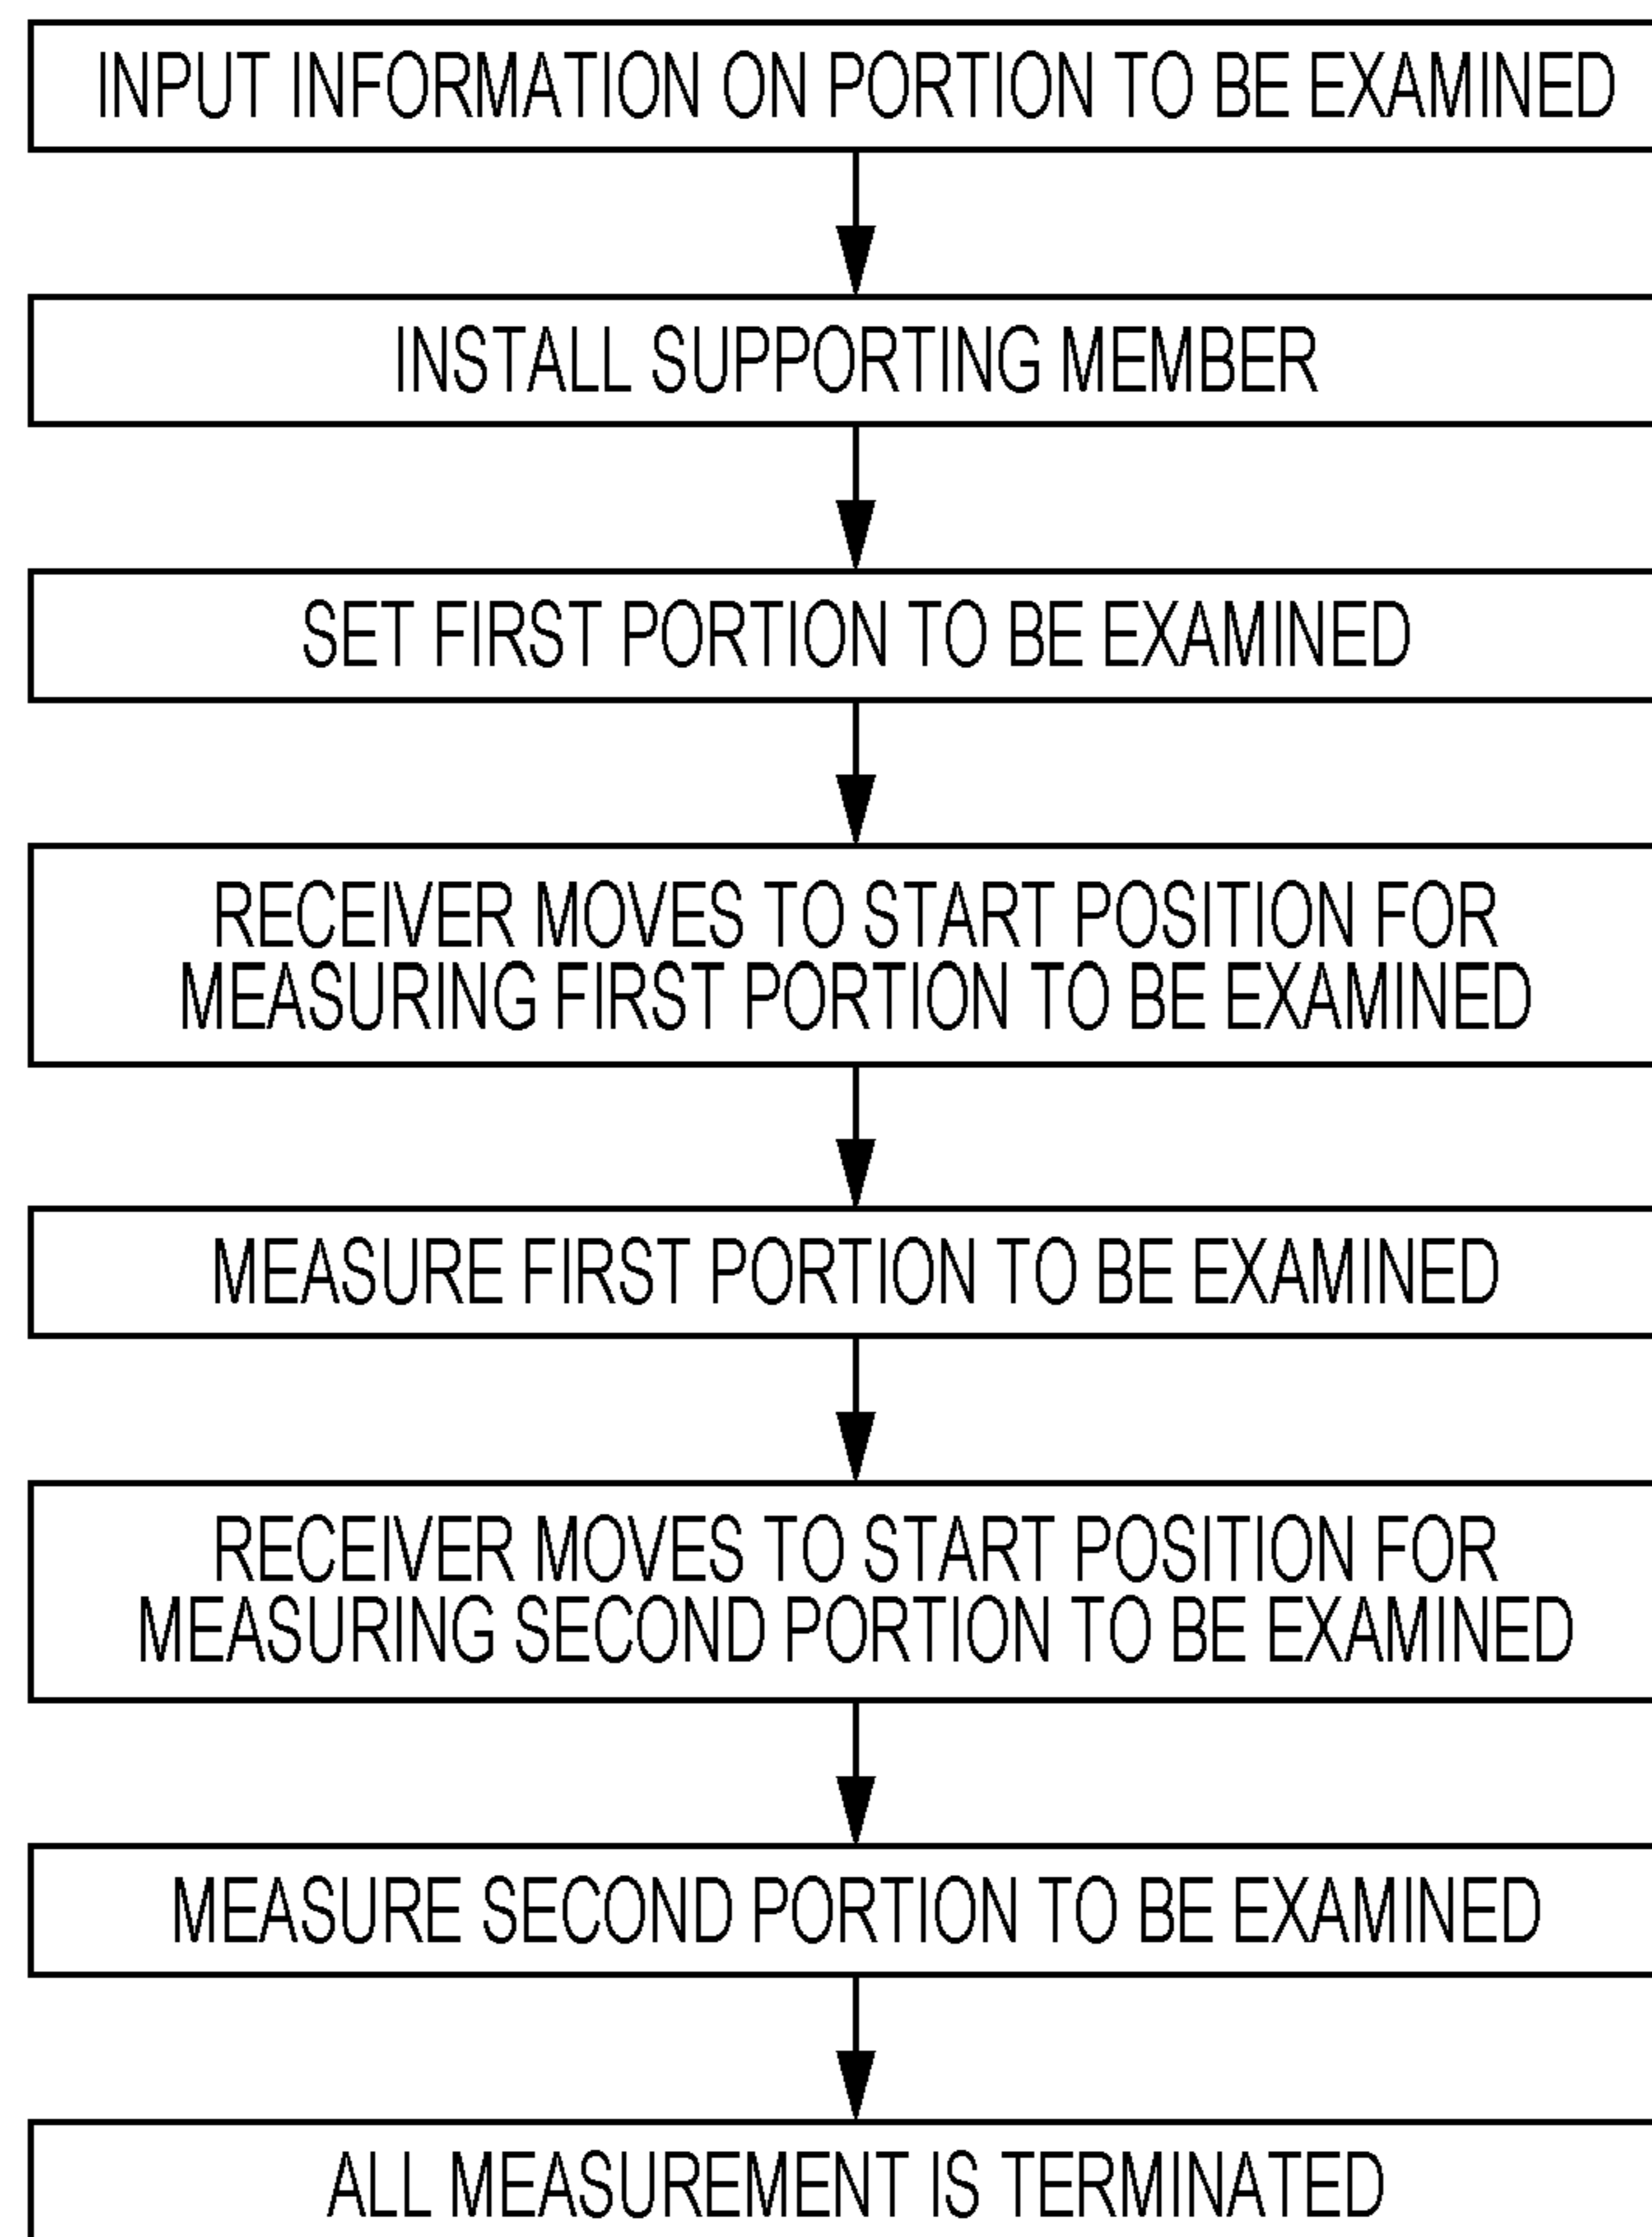 INPUT INFORMATION ON PORTION TO BE EXAMINED
INSTALL SUPPORTING MEMBER
SET FIRST PORTION TO BE EXAMINED
RECEIVER MOVES TO START POSITION FOR
MEASURING FIRST PORTION TO BE EXAMINED
MEASURE FIRST PORTION TO BE EXAMINED
RECEIVER MOVES TO START POSITION FOR
MEASURING SECOND PORTION TO BE EXAMINED
MEASURE SECOND PORTION TO BE EXAMINED
ALL MEASUREMENT IS TERMINATED